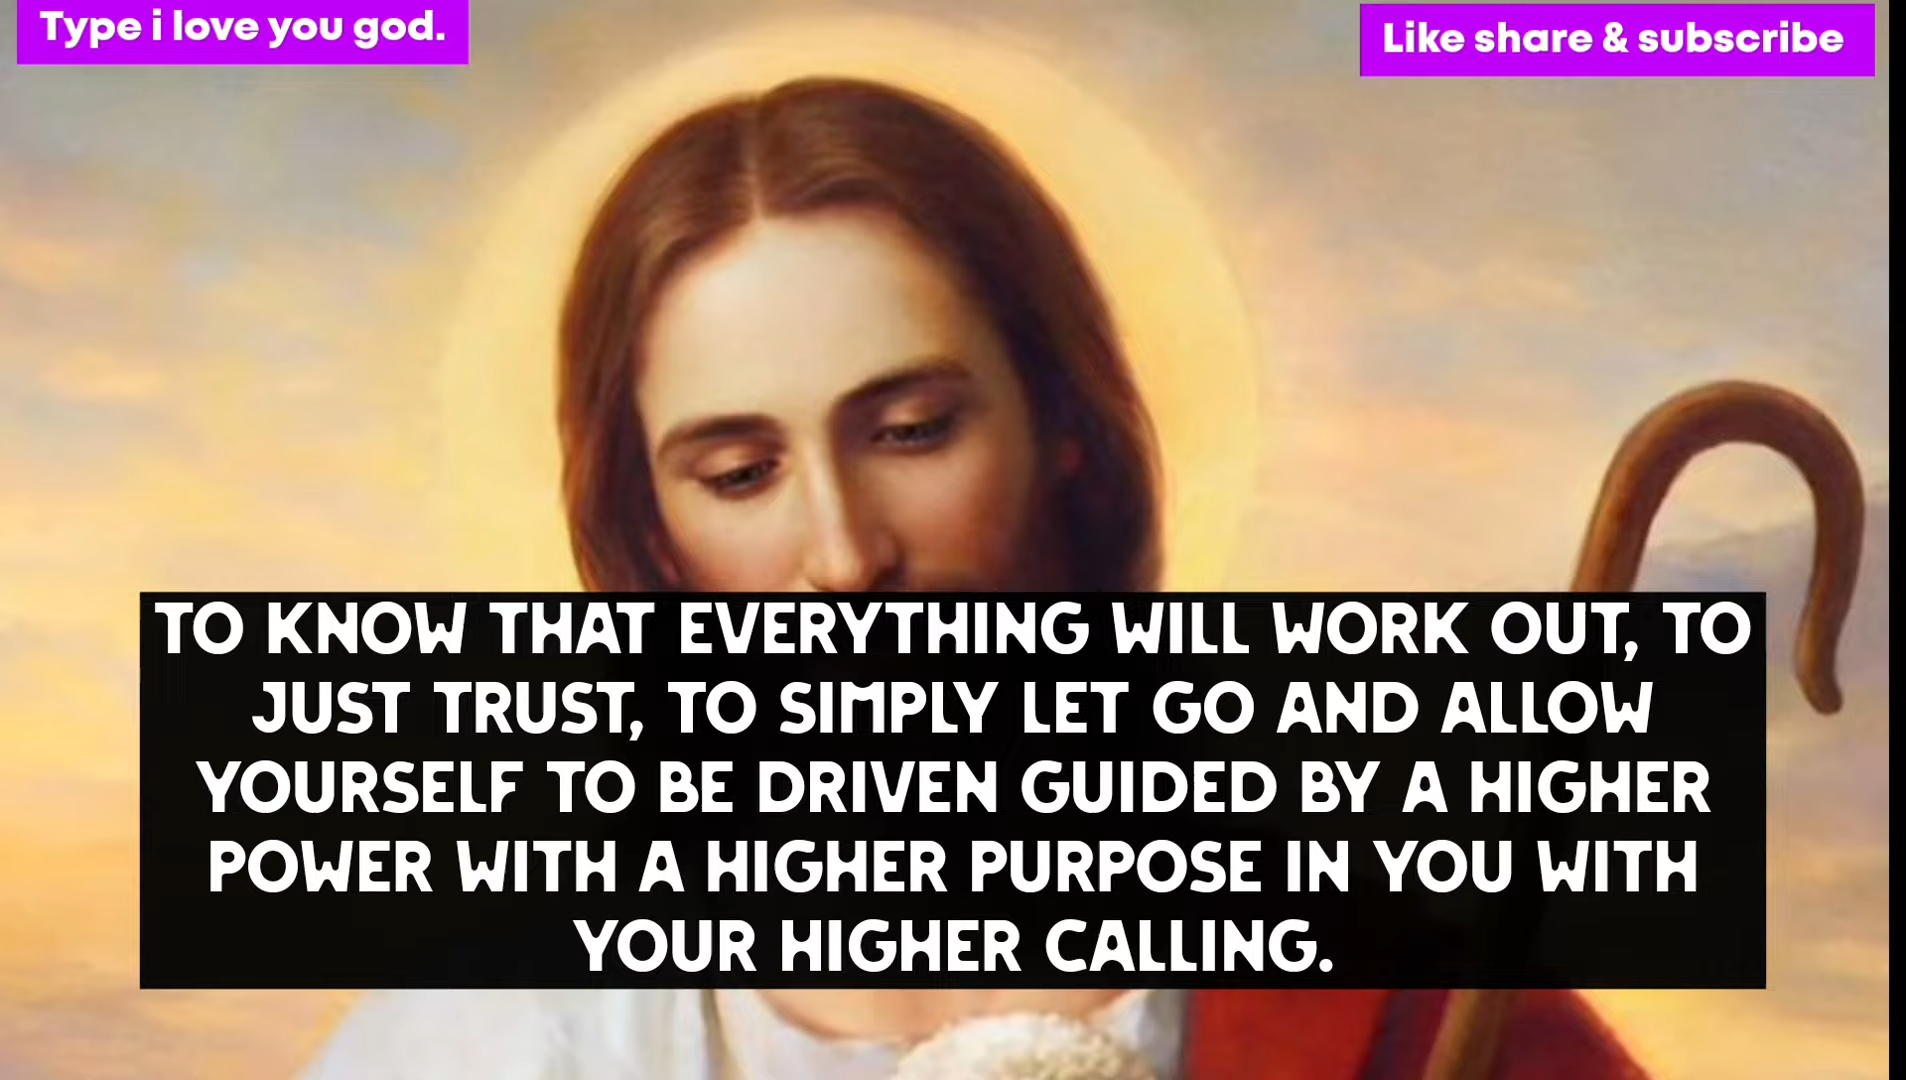 Type i love you god.
Like share & subscribe
TO KNOW THAT EVERYTHING WILL WORK OUT, TO
JUST TRUST, TO SIMPLY LET GO AND ALLOW
YOURSELF TO BE DRIVEN GUIDED BY A HIGHER
POWER WITH A HIGHER PURPOSE IN YOU WITH
YOUR HIGHER CALLING.